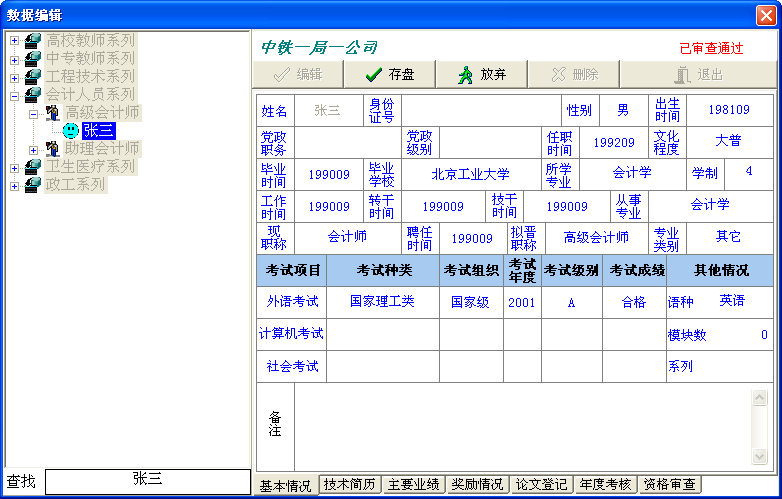 数据编辑
高校教师系列
中专教师系列
工程技术系列
会计人员系列
高级会计师
张三
助理会计师
卫生医疗系列
政工系列
查找 张三
中铁一局一公司 已审查通过
编辑 存盘 放弃 删除 退出
姓名 张三 身份证号 性别 男 出生时间 198109
党政职务 党政级别 任职时间 199209 文化程度 大普
毕业时间 199009 毕业学校 北京工业大学 所学专业 会计学 学制 4
工作时间 199009 转干时间 199009 技干时间 199009 从事专业 会计学
现职称 会计师 聘任时间 199009 拟晋职称 高级会计师 专业类别 其它
考试项目 考试种类 考试组织 考试年度 考试级别 考试成绩 其他情况
外语考试 国家理工类 国家级 2001 A 合格 语种 英语
计算机考试 模块数 0
社会考试 系列
备注
基本情况 技术简历 主要业绩 奖励情况 论文登记 年度考核 资格审查